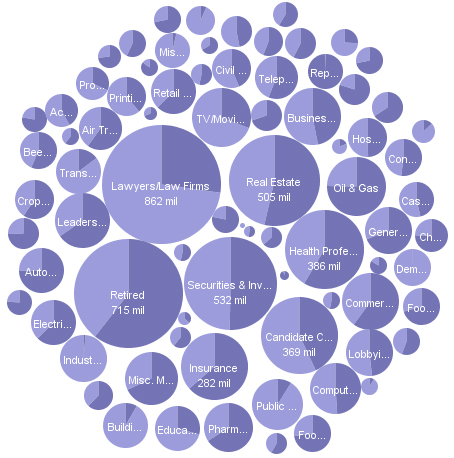 Mis...
Civil ...
Telep...
Rep...
Pro...
Printi...
Retail ...
Ac...
TV/Movi...
Busines...
Air Tr...
Hos...
Bee...
Con...
Trans...
Lawyers/Law Firms
862 mil
Real Estate
505 mil
Oil & Gas
Crop...
Cas...
Leaders...
Gener...
Ch...
Health Profe...
386 mil
Auto...
Dem...
Retired
715 mil
Securities & Inv...
532 mil
Commer...
Foo...
Electri...
Candidate C...
369 mil
Indust...
Lobbyi...
Insurance
282 mil
Misc. M...
Comput...
Public ...
Buildi...
Educa...
Pharm...
Foo...